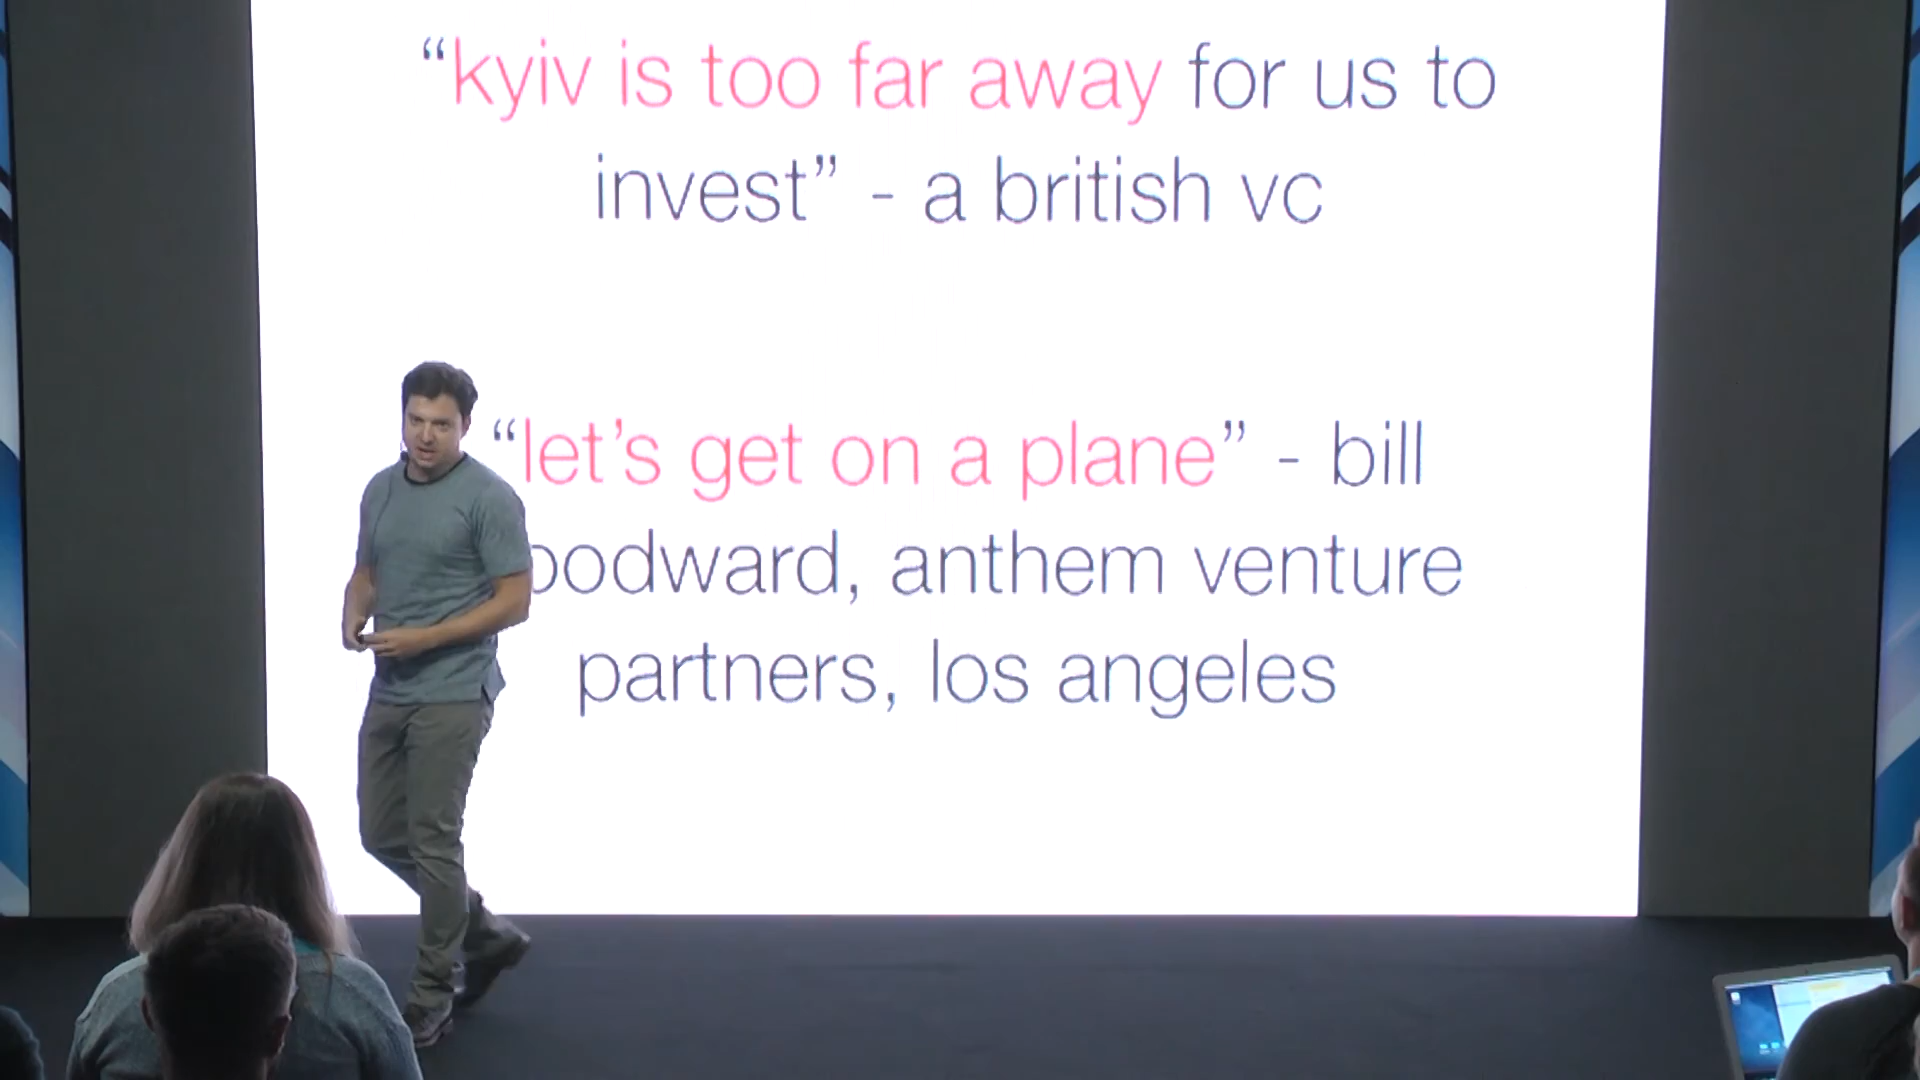 “kyiv is too far away for us to
invest” - a british vc
“let’s get on a plane” - bill
anthem venture
partners, los angeles